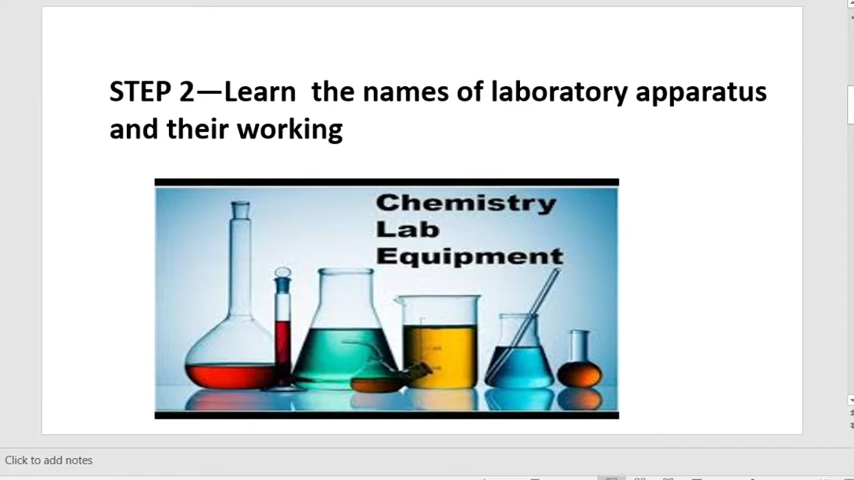 STEP 2—Learn  the names of laboratory apparatus
and their working
Chemistry
Lab
Equipment
Click to add notes